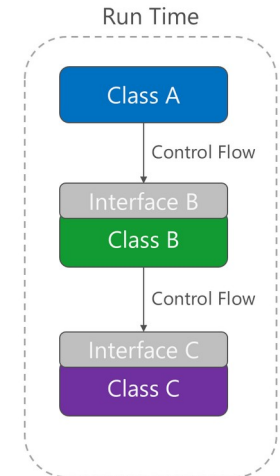 Run Time
Class A
Control Flow
Interface B
Class B
Control Flow
Interface C
Class C